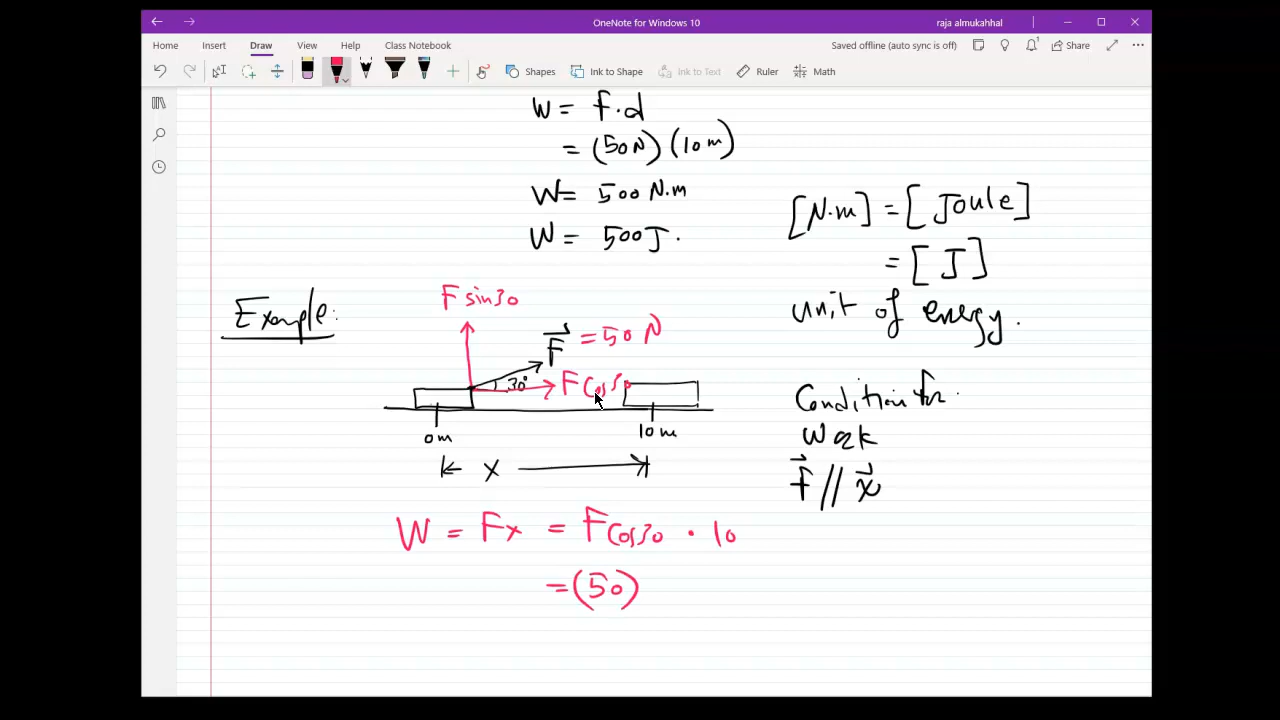 OneNote for Windows 10
raja almukahhal
Home Insert Draw View Help Class Notebook
Saved offline (auto sync is off) Share
Shapes Ink to Shape Ink to Text Ruler Math
W = f·d
= (50N) (10m)
W= 500 N·m
W = 500J.
[N·m] = [Joule]
= [J]
unit of energy.
Example:
F sin30
F = 50 N
30°
F Cos30
0m
10m
X
Condition for
Work
f // x
W = Fx = F Cos30 · 10
= (50)